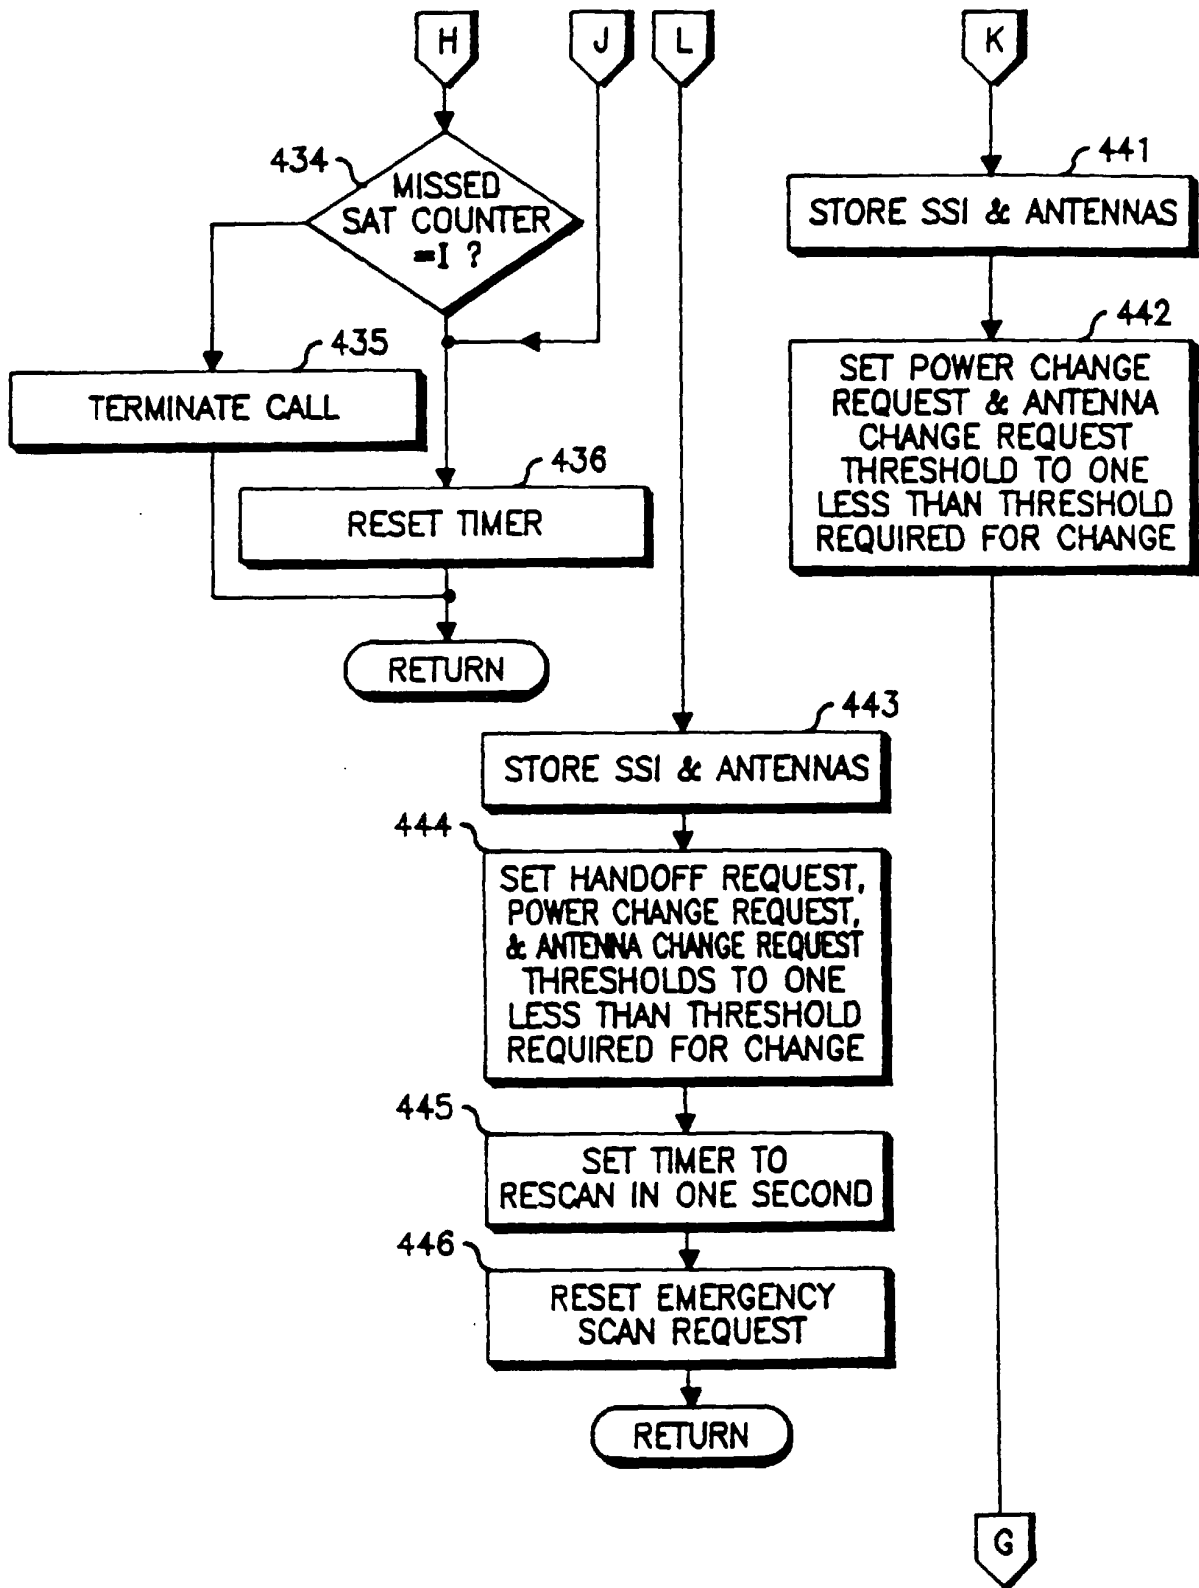 H
J
L
K
434
MISSED
SAT COUNTER
=I ?
441
STORE SSI & ANTENNAS
435
TERMINATE CALL
442
SET POWER CHANGE
REQUEST & ANTENNA
CHANGE REQUEST
THRESHOLD TO ONE
LESS THAN THRESHOLD
REQUIRED FOR CHANGE
436
RESET TIMER
RETURN
443
STORE SSI & ANTENNAS
444
SET HANDOFF REQUEST,
POWER CHANGE REQUEST,
& ANTENNA CHANGE REQUEST
THRESHOLDS TO ONE
LESS THAN THRESHOLD
REQUIRED FOR CHANGE
445
SET TIMER TO
RESCAN IN ONE SECOND
446
RESET EMERGENCY
SCAN REQUEST
RETURN
G